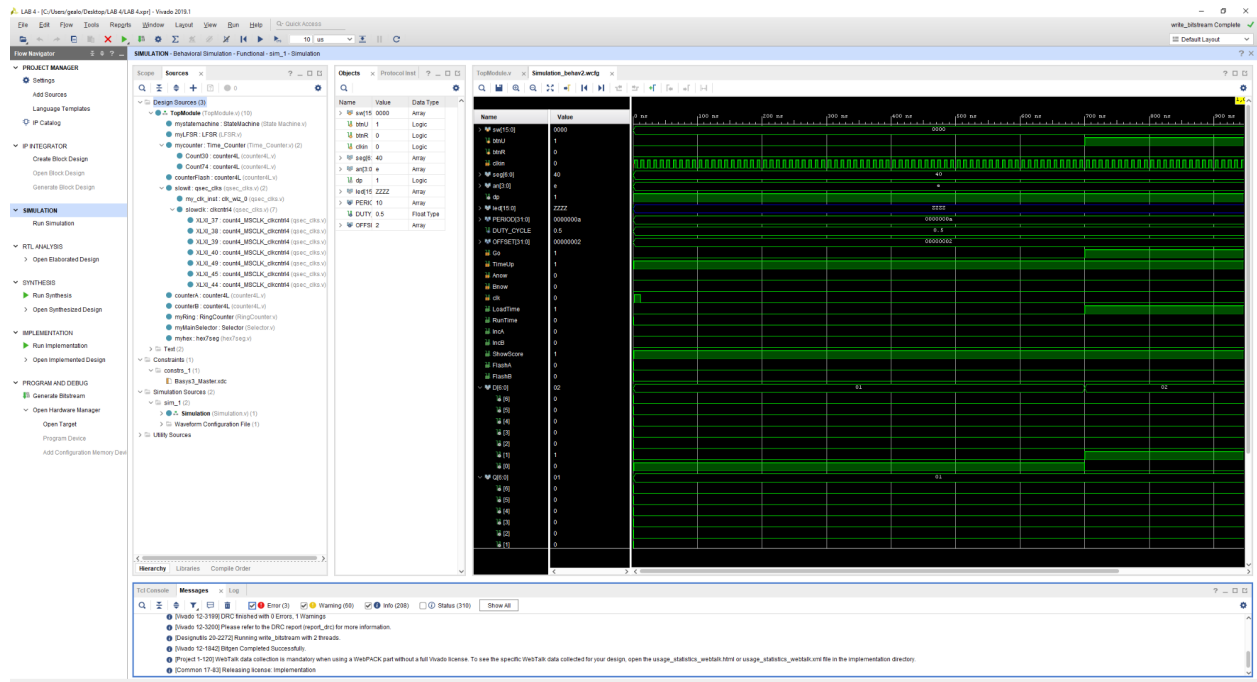 LAB 4 - [C:/Users/gealo/Desktop/LAB 4/LAB 4.xpr] - Vivado 2019.1
File Edit Flow Tools Reports Window Layout View Run Help Q- Quick Access
write_bitstream Complete
10 us
Default Layout
Flow Navigator
PROJECT MANAGER
Settings
Add Sources
Language Templates
IP Catalog
IP INTEGRATOR
Create Block Design
Open Block Design
Generate Block Design
SIMULATION
Run Simulation
RTL ANALYSIS
Open Elaborated Design
SYNTHESIS
Run Synthesis
Open Synthesized Design
IMPLEMENTATION
Run Implementation
Open Implemented Design
PROGRAM AND DEBUG
Generate Bitstream
Open Hardware Manager
Open Target
Program Device
Add Configuration Memory Devi
SIMULATION - Behavioral Simulation - Functional - sim_1 - Simulation
Scope Sources
0
Design Sources (3)
TopModule (TopModule.v) (10)
mystatemachine : StateMachine (State Machine.v)
myLFSR : LFSR (LFSR.v)
mycounter : Time_Counter (Time_Counter.v) (2)
Count30 : counter4L (counter4L.v)
Count74 : counter4L (counter4L.v)
counterFlash : counter4L (counter4L.v)
slowit : qsec_clks (qsec_clks.v) (2)
my_clk_inst : clk_wiz_0 (qsec_clks.v)
slowclk : clkcntrl4 (qsec_clks.v) (7)
XLXI_37 : count4_MSCLK_clkcntrl4 (qsec_clks.v)
XLXI_38 : count4_MSCLK_clkcntrl4 (qsec_clks.v)
XLXI_39 : count4_MSCLK_clkcntrl4 (qsec_clks.v)
XLXI_40 : count4_MSCLK_clkcntrl4 (qsec_clks.v)
XLXI_49 : count4_MSCLK_clkcntrl4 (qsec_clks.v)
XLXI_45 : count4_MSCLK_clkcntrl4 (qsec_clks.v)
XLXI_44 : count4_MSCLK_clkcntrl4 (qsec_clks.v)
counterA : counter4L (counter4L.v)
counterB : counter4L (counter4L.v)
myRing : RingCounter (RingCounter.v)
myMainSelector : Selector (Selector.v)
myhex : hex7seg (hex7seg.v)
Text (2)
Constraints (1)
constrs_1 (1)
Basys3_Master.xdc
Simulation Sources (2)
sim_1 (2)
Simulation (Simulation.v) (1)
Waveform Configuration File (1)
Utility Sources
Hierarchy Libraries Compile Order
Objects Protocol Inst
Name Value Data Type
sw[15 0000 Array
btnU 1 Logic
btnR 0 Logic
clkin 0 Logic
seg[6: 40 Array
an[3:0 e Array
dp 1 Logic
led[15 ZZZZ Array
PERIC 10 Array
DUTY_ 0.5 Float Type
OFFSI 2 Array
TopModule.v Simulation_behav2.wcfg
Name Value
0 ns 100 ns 200 ns 300 ns 400 ns 500 ns 600 ns 700 ns 800 ns 900 ns
sw[15:0] 0000 0000
btnU 1
btnR 0
clkin 0
seg[6:0] 40 40
an[3:0] e e
dp 1
led[15:0] ZZZZ ZZZZ
PERIOD[31:0] 0000000a 0000000a
DUTY_CYCLE 0.5 0.5
OFFSET[31:0] 00000002 00000002
Go 1
TimeUp 1
Anow 0
Bnow 0
clk 0
LoadTime 1
RunTime 0
IncA 0
IncB 0
ShowScore 1
FlashA 0
FlashB 0
D[6:0] 02 01 02
[6] 0
[5] 0
[4] 0
[3] 0
[2] 0
[1] 1
[0] 0
Q[6:0] 01 01
[6] 0
[5] 0
[4] 0
[3] 0
[2] 0
[1] 0
Tcl Console Messages Log
Error (3) Warning (60) Info (208) Status (310) Show All
[Vivado 12-3199] DRC finished with 0 Errors, 1 Warnings
[Vivado 12-3200] Please refer to the DRC report (report_drc) for more information.
[Designutils 20-2272] Running write_bitstream with 2 threads.
[Vivado 12-1842] Bitgen Completed Successfully.
[Project 1-120] WebTalk data collection is mandatory when using a WebPACK part without a full Vivado license. To see the specific WebTalk data collected for your design, open the usage_statistics_webtalk.html or usage_statistics_webtalk.xml file in the implementation directory.
[Common 17-83] Releasing license: Implementation